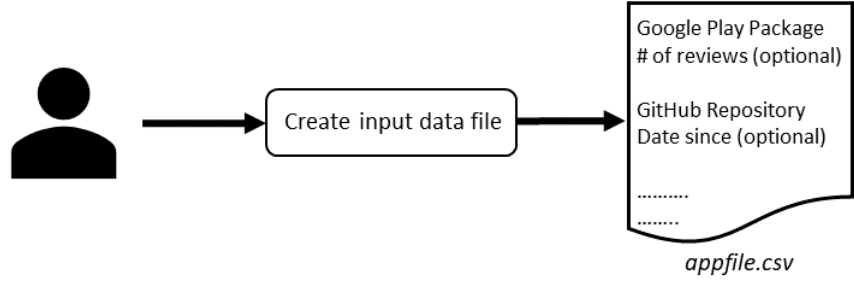 Create input data file
Google Play Package
# of reviews (optional)
GitHub Repository
Date since (optional)
..........
........
appfile.csv